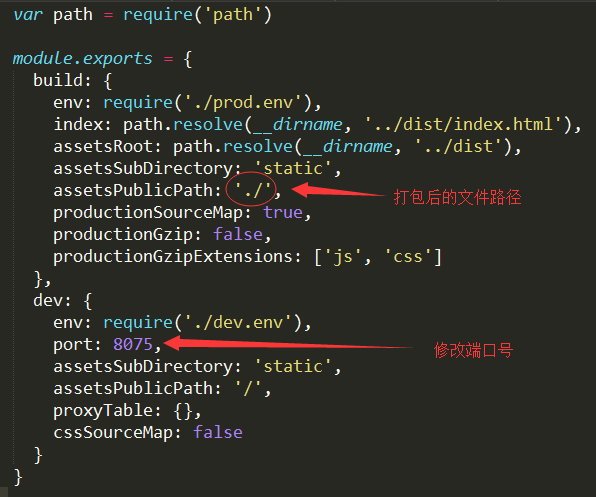 var path = require('path')
module.exports = {
build: {
env: require('./prod.env'),
index: path.resolve(__dirname, '../dist/index.html'),
assetsRoot: path.resolve(__dirname, '../dist'),
assetsSubDirectory: 'static',
assetsPublicPath: './', 打包后的文件路径
productionSourceMap: true,
productionGzip: false,
productionGzipExtensions: ['js', 'css']
},
dev: {
env: require('./dev.env'),
port: 8075, 修改端口号
assetsSubDirectory: 'static',
assetsPublicPath: '/',
proxyTable: {},
cssSourceMap: false
}
}